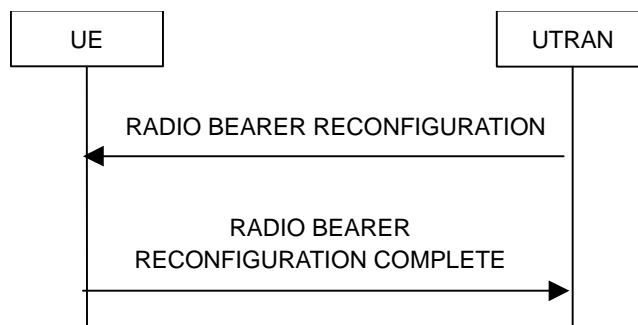 UE
UTRAN
RADIO BEARER RECONFIGURATION
RADIO BEARER
RECONFIGURATION COMPLETE